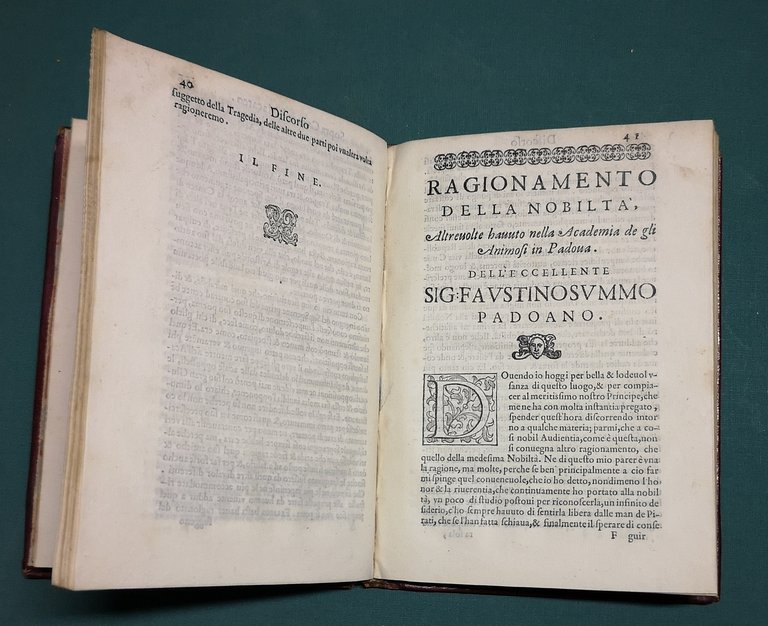 40
Discorso
suggetto della Tragedia, delle altre due parti poi vn'altra volta
ragioneremo.
IL FINE.
41
RAGIONAMENTO
DELLA NOBILTA',
Altreuolte hauuto nella Academia de gli
Animosi in Padoua.
DELL'ECCELLENTE
SIG: FAVSTINO SVMMO
PADOANO.
DOuendo io hoggi per bella & lodeuol v-
sanza di questo luogo, & per compia-
cer al meritissimo nostro Principe, che
me ne ha con molta instantia pregato,
spender quest'hora discorrendo intor
no a qualche materia; parmi, che a co-
si nobil Audientia, come è questa, non
si conuegna altro ragionamento, che
quello della medesima Nobiltà. Ne di questo mio parer è vna
la ragione, ma molte, perche se ben principalmente a cio far
mi spinge quel conueneuole, che io ho detto, nondimeno l'ho
nor & la riuerentia, che continuamente ho portato alla nobil
tà, vn poco di studio postoui per riconoscerla, vn infinito de
siderio, c'ho sempre hauuto di sentirla libera dalle man de Pi-
rati, che se l'han fatta schiaua, & finalmente il sperare di conse
F guir